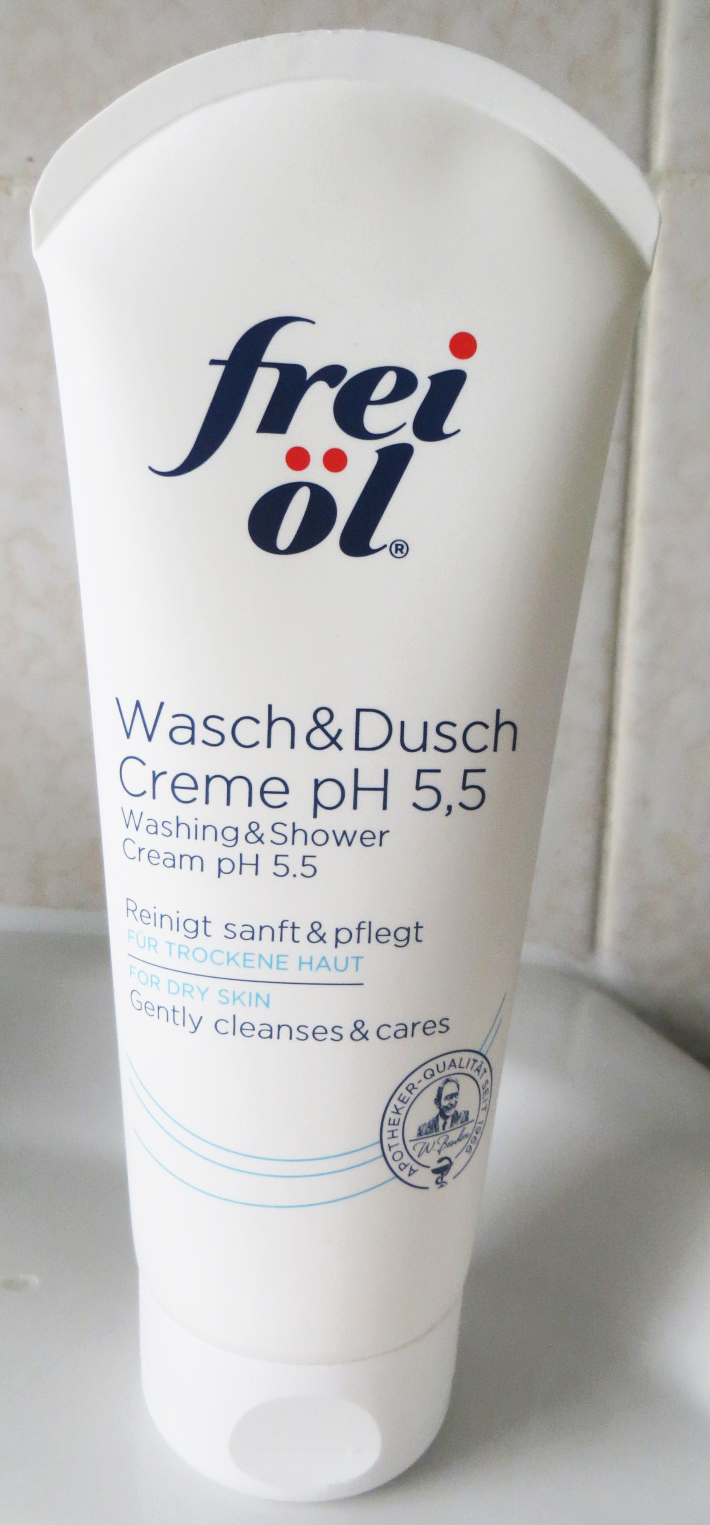 frei
öl®
Wasch&Dusch
Creme pH 5,5
Washing&Shower
Cream pH 5.5
Reinigt sanft&pflegt
FÜR TROCKENE HAUT
FOR DRY SKIN
Gently cleanses&cares
APOTHEKER-QUALITÄT SEIT 1966